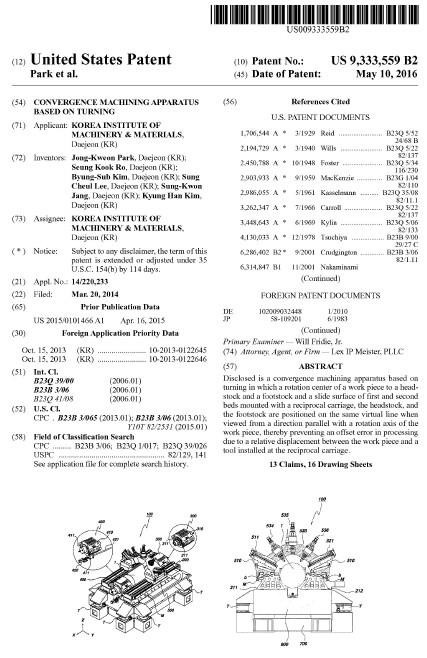 US009333559B2
(12) United States Patent
Park et al.
(10) Patent No.: US 9,333,559 B2
(45) Date of Patent: May 10, 2016
(54) CONVERGENCE MACHINING APPARATUS
BASED ON TURNING
(71) Applicant: KOREA INSTITUTE OF
MACHINERY & MATERIALS,
Daejeon (KR)
(72) Inventors: Jong-Kweon Park, Daejeon (KR);
Seung Kook Ro, Daejeon (KR);
Byung-Sub Kim, Daejeon (KR); Sung
Cheul Lee, Daejeon (KR); Sung-Kwon
Jang, Daejeon (KR); Kyung Han Kim,
Daejeon (KR)
(73) Assignee: KOREA INSTITUTE OF
MACHINERY & MATERIALS,
Daejeon (KR)
( * ) Notice: Subject to any disclaimer, the term of this
patent is extended or adjusted under 35
U.S.C. 154(b) by 114 days.
(21) Appl. No.: 14/220,233
(22) Filed: Mar. 20, 2014
(65) Prior Publication Data
US 2015/0101466 A1 Apr. 16, 2015
(30) Foreign Application Priority Data
Oct. 15, 2013 (KR) ........................ 10-2013-0122645
Oct. 15, 2013 (KR) ........................ 10-2013-0122646
(51) Int. Cl.
B23Q 39/00 (2006.01)
B23B 3/06 (2006.01)
B23Q 41/08 (2006.01)
(52) U.S. Cl.
CPC . B23B 3/065 (2013.01); B23B 3/06 (2013.01);
Y10T 82/2531 (2015.01)
(58) Field of Classification Search
CPC ......... B23B 3/06; B23Q 1/017; B23Q 39/026
USPC .................................................. 82/129, 141
See application file for complete search history.
(56) References Cited
U.S. PATENT DOCUMENTS
1,706,544 A * 3/1929 Reid .................... B23Q 5/52
24/68 B
2,194,729 A * 3/1940 Wills ................... B23Q 5/22
82/137
2,450,788 A * 10/1948 Foster ................. B23Q 5/34
116/230
2,903,933 A * 9/1959 MacKenzie .......... B23G 1/04
82/110
2,986,055 A * 5/1961 Kasselmann ........ B23Q 35/08
82/11.1
3,262,347 A * 7/1966 Carroll ................ B23Q 5/22
82/137
3,448,643 A * 6/1969 Kylin ................... B23Q 5/06
82/133
4,130,033 A * 12/1978 Tsuchiya ............. B23B 9/00
29/27 C
6,286,402 B2 * 9/2001 Crudgington ........ B23B 3/06
82/1.11
6,314,847 B1 11/2001 Nakaminami
(Continued)
FOREIGN PATENT DOCUMENTS
DE 102009032448 1/2010
JP 58-109201 6/1983
(Continued)
Primary Examiner — Will Fridie, Jr.
(74) Attorney, Agent, or Firm — Lex IP Meister, PLLC
(57) ABSTRACT
Disclosed is a convergence machining apparatus based on
turning in which a rotation center of a work piece to a head-
stock and a footstock and a slide surface of first and second
beds mounted with a reciprocal carriage, the headstock, and
the footstock are positioned on the same virtual line when
viewed from a direction parallel with a rotation axis of the
work piece, thereby preventing an offset error in processing
due to a relative displacement between the work piece and a
tool installed at the reciprocal carriage.
13 Claims, 16 Drawing Sheets